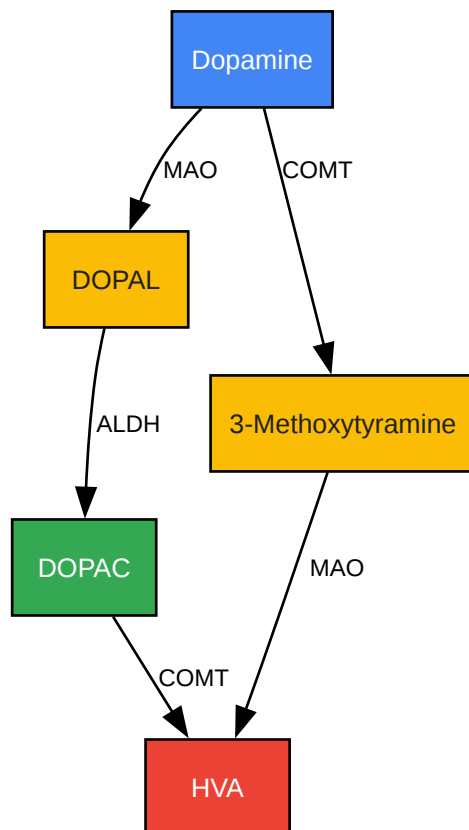 Dopamine
MAO
COMT
DOPAL
3-Methoxytyramine
ALDH
DOPAC
MAO
COMT
HVA